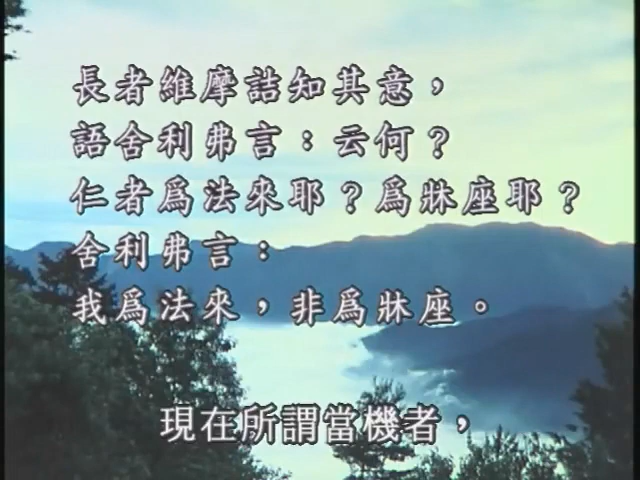 長者維摩詰知其意，
語舍利弗言：云何？
仁者爲法來耶？爲牀座耶？
舍利弗言：
我爲法來，非爲牀座。
現在所謂當機者，